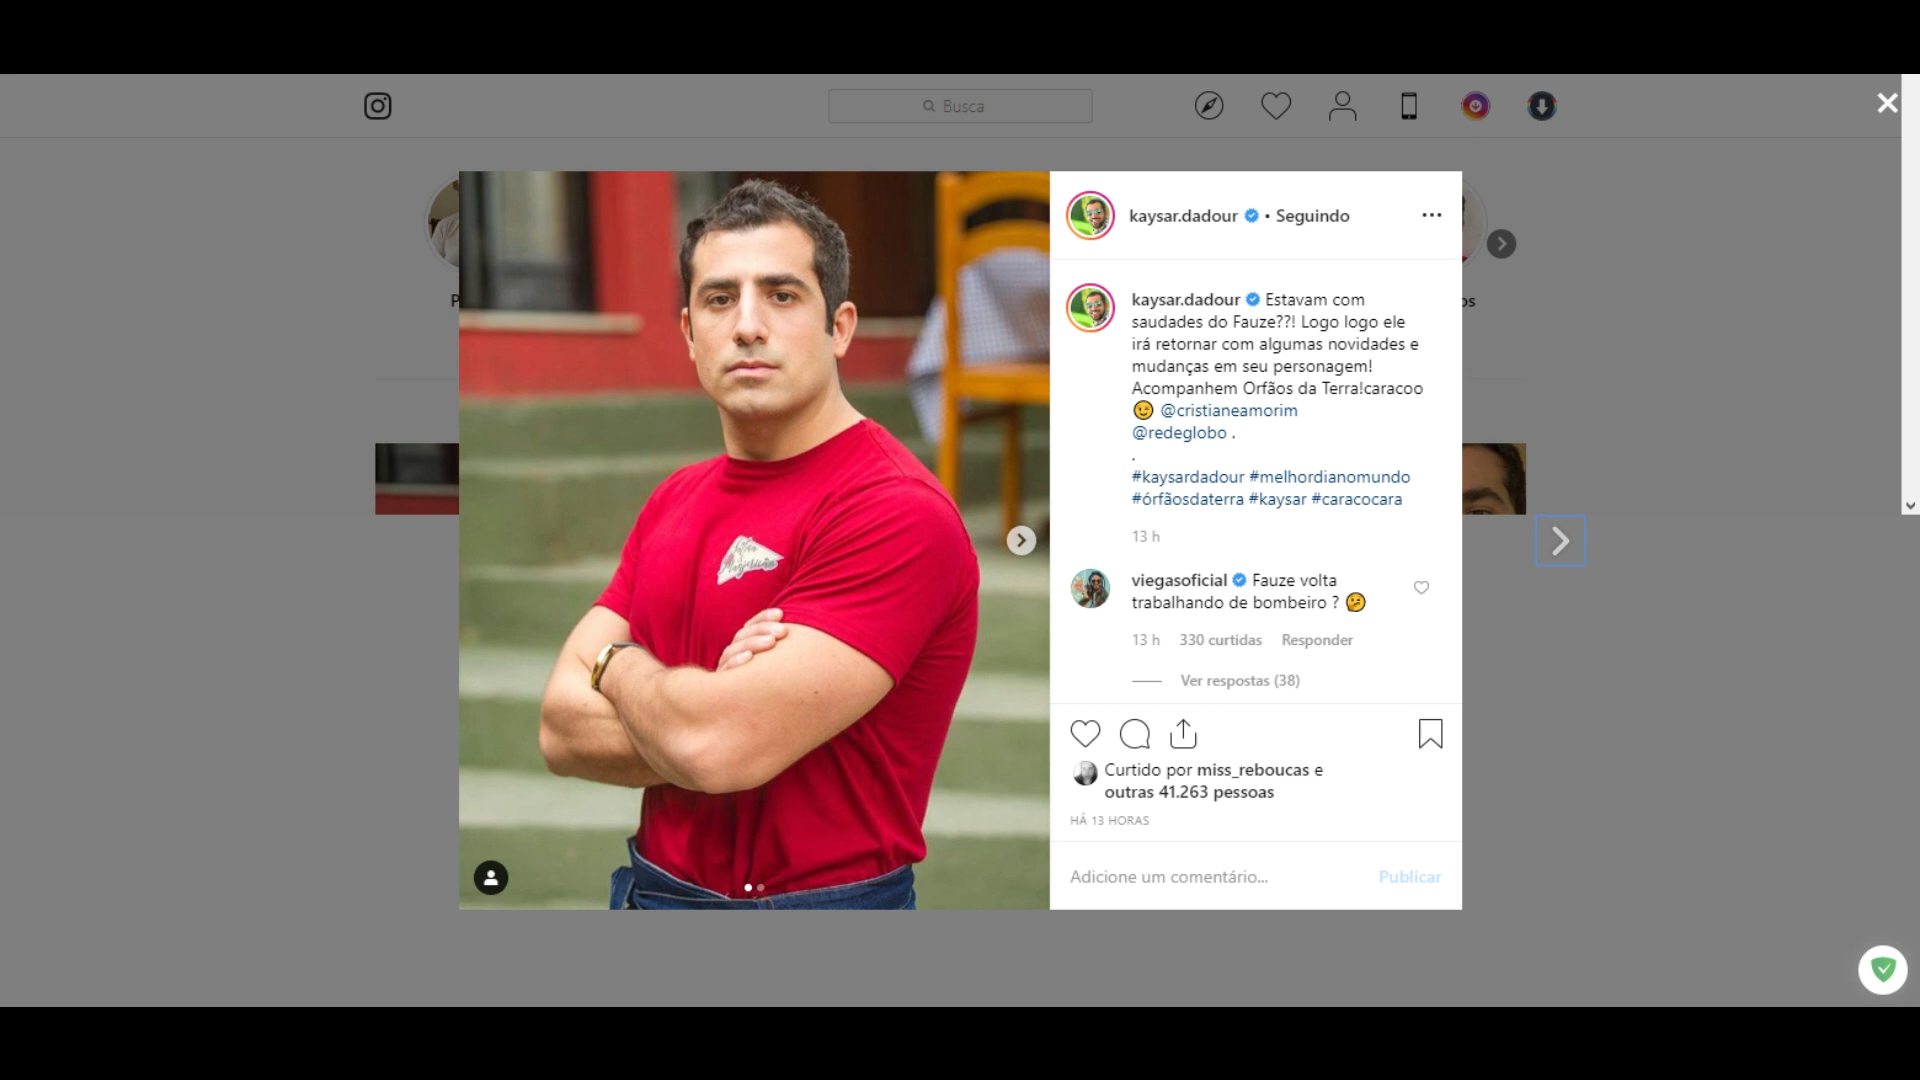 Busca
P
os
kaysar.dadour • Seguindo
kaysar.dadour Estavam com
saudades do Fauze??! Logo logo ele
irá retornar com algumas novidades e
mudanças em seu personagem!
Acompanhem Orfãos da Terra!caracoo
😉 @cristianeamorim
@redeglobo .
.
#kaysardadour #melhordianomundo
#órfãosdaterra #kaysar #caracocara
13 h
viegasoficial Fauze volta
trabalhando de bombeiro ? 🤔
13 h 330 curtidas Responder
Ver respostas (38)
Curtido por miss_reboucas e
outras 41.263 pessoas
HÁ 13 HORAS
Adicione um comentário... Publicar